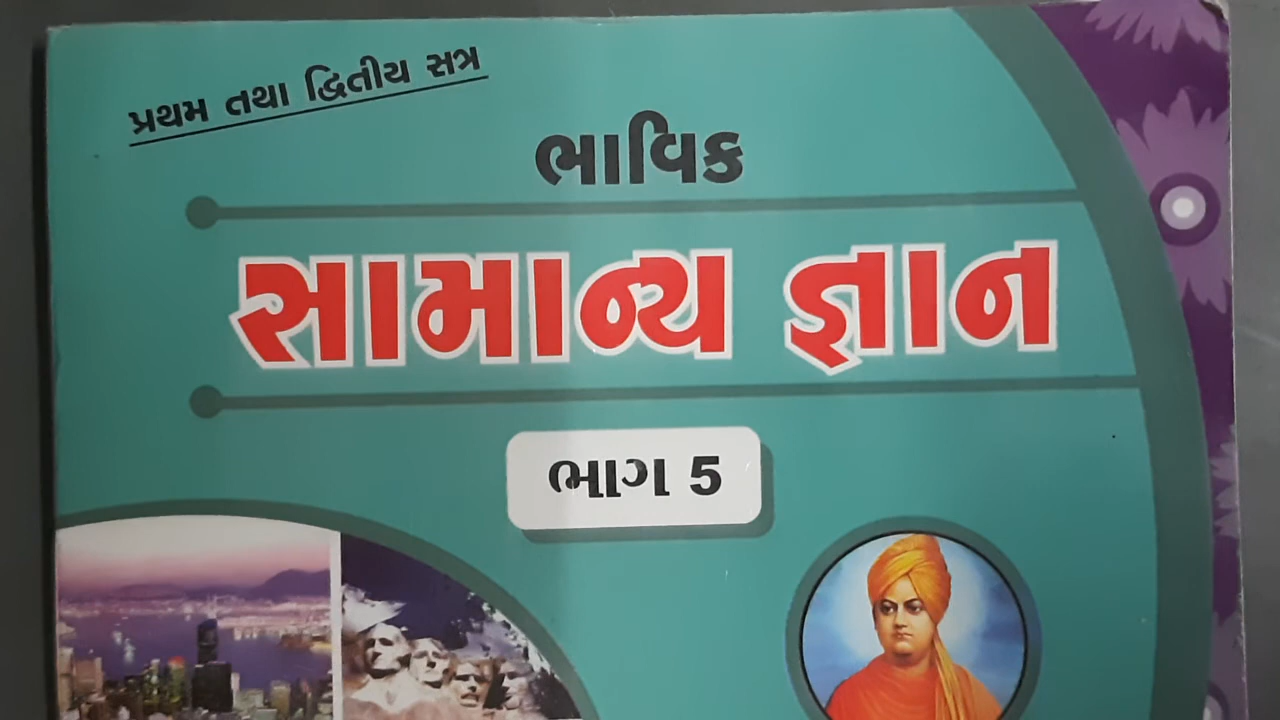 પ્રથમ તથા દ્વિતીય સત્ર
ભાવિક
સામાન્ય જ્ઞાન
ભાગ 5